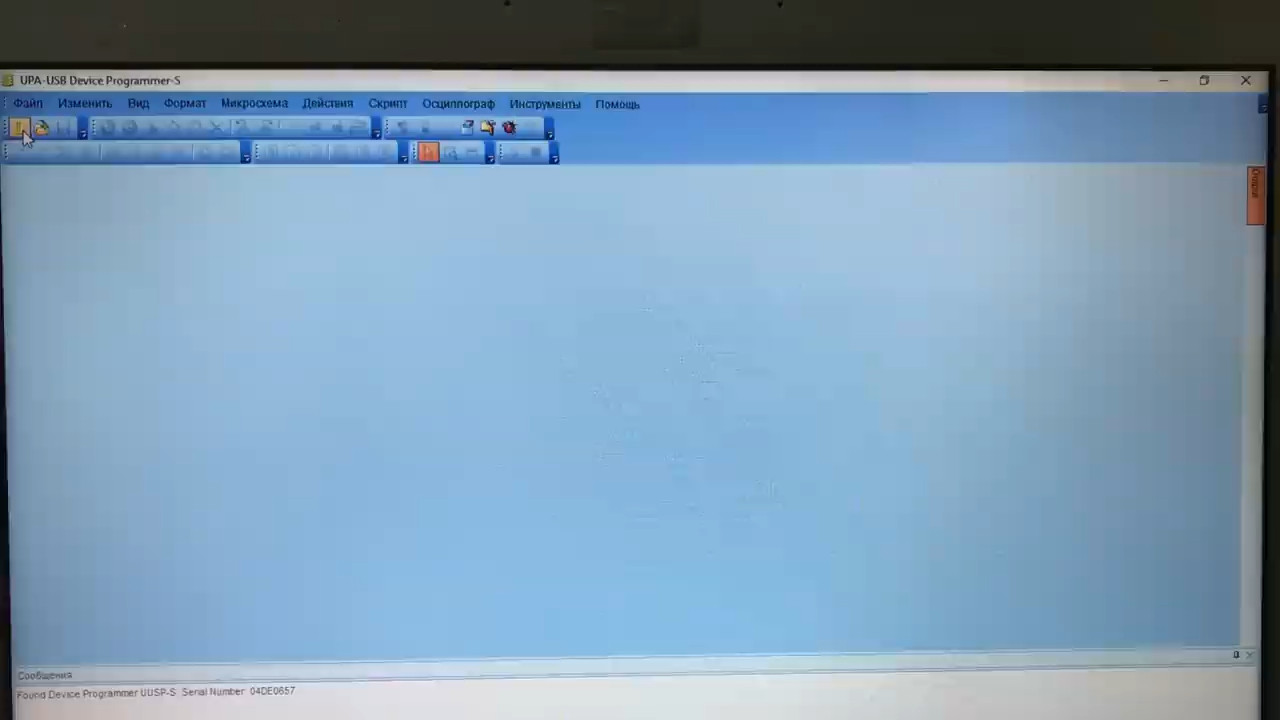 UPA-USB Device Programmer-S
Файл Изменить Вид Формат Микросхема Действия Скрипт Осциллограф Инструменты Помощь
Сообщения
Found Device Programmer UUSP-S Serial Number 04DE0657